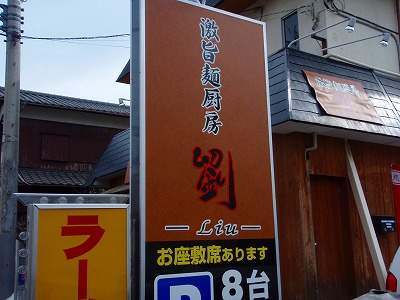 激旨麺厨房
劉
— Liu —
お座敷席あります
P 8台
ラー